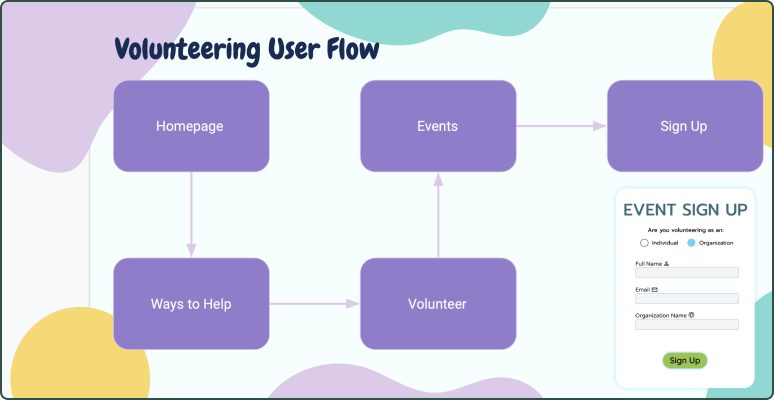 Volunteering User Flow
Homepage
Events
Sign Up
Ways to Help
Volunteer
EVENT SIGN UP
Are you volunteering as an:
Individual Organization
Full Name
Email
Organization Name
Sign Up